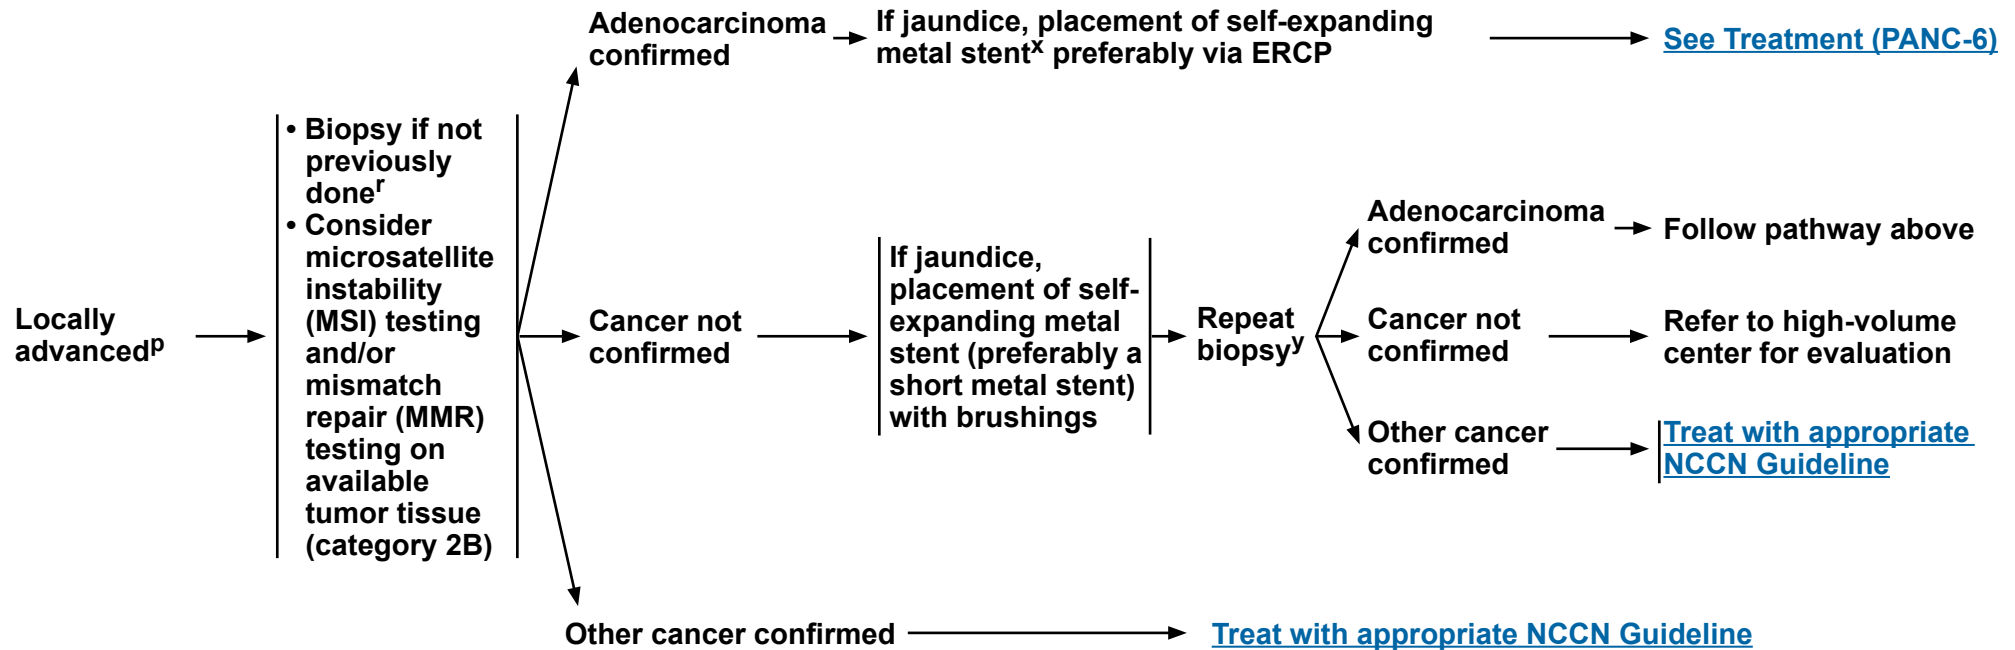 Adenocarcinoma
confirmed
If jaundice, placement of self-expanding
metal stentˣ preferably via ERCP
See Treatment (PANC-6)
Locally
advancedᵖ
• Biopsy if not
previously
doneʳ
• Consider
microsatellite
instability
(MSI) testing
and/or
mismatch
repair (MMR)
testing on
available
tumor tissue
(category 2B)
Cancer not
confirmed
If jaundice,
placement of self-
expanding metal
stent (preferably a
short metal stent)
with brushings
Repeat
biopsyʸ
Adenocarcinoma
confirmed
Follow pathway above
Cancer not
confirmed
Refer to high-volume
center for evaluation
Other cancer
confirmed
Treat with appropriate
NCCN Guideline
Other cancer confirmed
Treat with appropriate NCCN Guideline